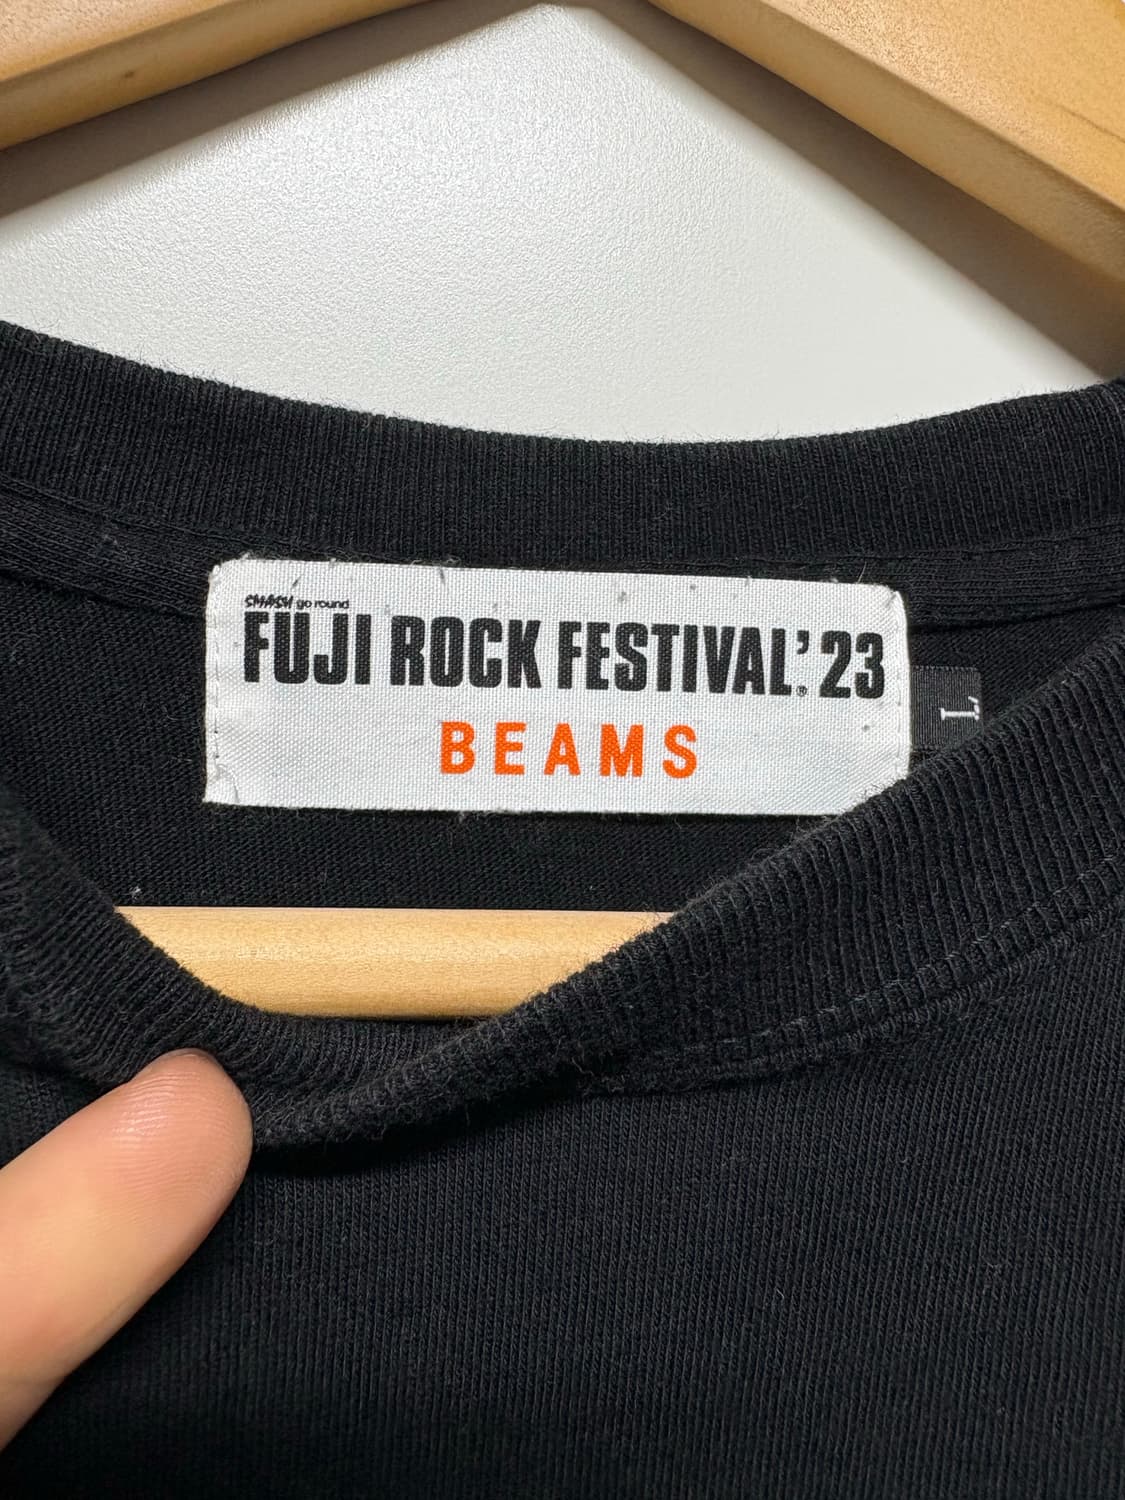 SMASH go round
FUJI ROCK FESTIVAL.® '23
BEAMS
L